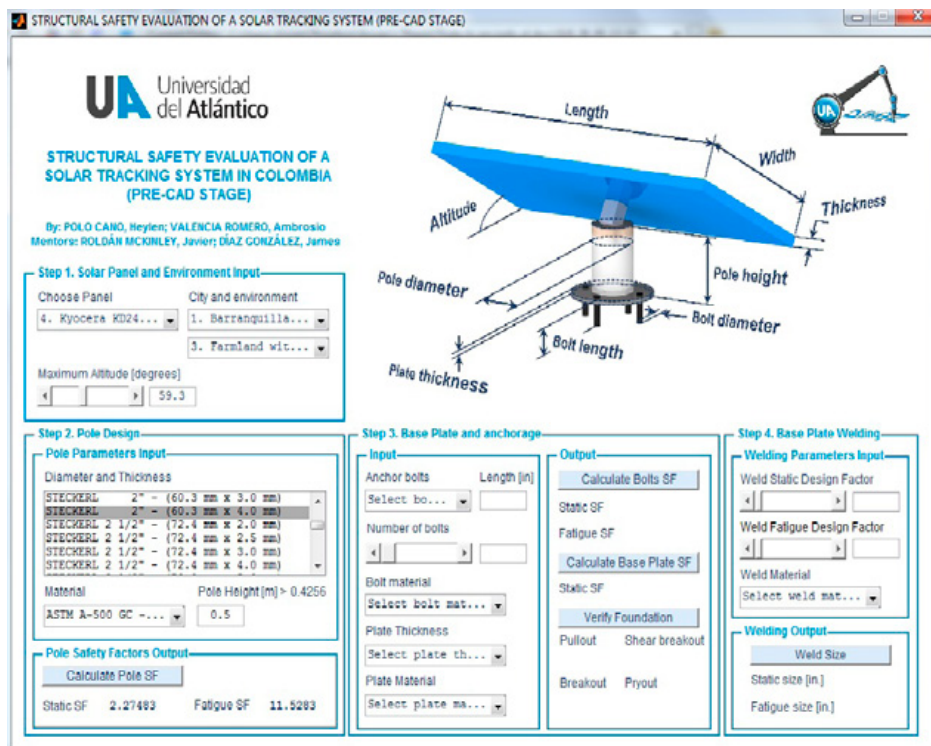 STRUCTURAL SAFETY EVALUATION OF A SOLAR TRACKING SYSTEM (PRE-CAD STAGE)
UA Universidad
del Atlántico
STRUCTURAL SAFETY EVALUATION OF A
SOLAR TRACKING SYSTEM IN COLOMBIA
(PRE-CAD STAGE)
By: POLO CANO, Heylen; VALENCIA ROMERO, Ambrosio
Mentors: ROLDÁN MCKINLEY, Javier; DÍAZ GONZÁLEZ, James
Length
Width
Thickness
Altitude
Pole height
Pole diameter
Bolt diameter
Bolt length
Plate thickness
UA
Step 1. Solar Panel and Environment Input
Choose Panel
City and environment
4. Kyocera KD24...
1. Barranquilla...
3. Farmland wit...
Maximum Altitude [degrees]
59.3
Step 2. Pole Design
Pole Parameters Input
Diameter and Thickness
STECKERL 2" - (60.3 mm x 3.0 mm)
STECKERL 2" - (60.3 mm x 4.0 mm)
STECKERL 2 1/2" - (72.4 mm x 2.0 mm)
STECKERL 2 1/2" - (72.4 mm x 2.5 mm)
STECKERL 2 1/2" - (72.4 mm x 3.0 mm)
STECKERL 2 1/2" - (72.4 mm x 4.0 mm)
Material
Pole Height [m] > 0.4256
ASTM A-500 GC -...
0.5
Pole Safety Factors Output
Calculate Pole SF
Static SF 2.27483 Fatigue SF 11.5283
Step 3. Base Plate and anchorage
Input
Anchor bolts
Length [in]
Select bo...
Number of bolts
Bolt material
Select bolt mat...
Plate Thickness
Select plate th...
Plate Material
Select plate ma...
Output
Calculate Bolts SF
Static SF
Fatigue SF
Calculate Base Plate SF
Static SF
Verify Foundation
Pullout Shear breakout
Breakout Pryout
Step 4. Base Plate Welding
Welding Parameters Input
Weld Static Design Factor
Weld Fatigue Design Factor
Weld Material
Select weld mat...
Welding Output
Weld Size
Static size [in.]
Fatigue size [in.]